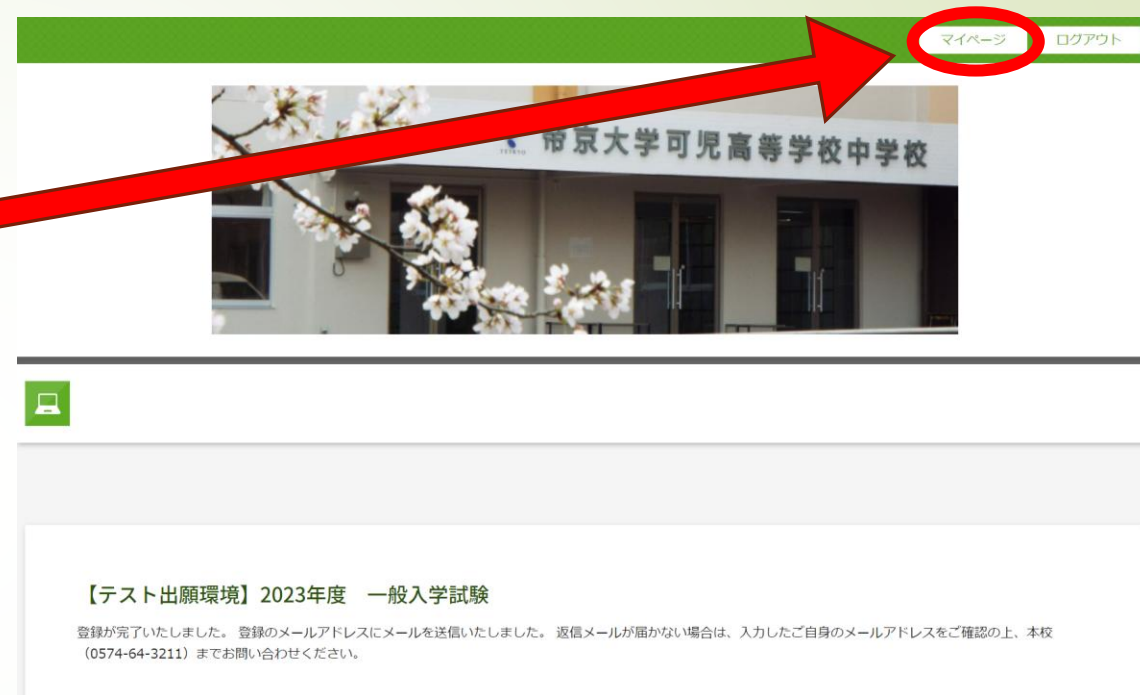 マイページ ログアウト
帝京大学可児高等学校中学校
【テスト出願環境】2023年度　一般入学試験
登録が完了いたしました。 登録のメールアドレスにメールを送信いたしました。 返信メールが届かない場合は、入力したご自身のメールアドレスをご確認の上、本校
（0574-64-3211）までお問い合わせください。